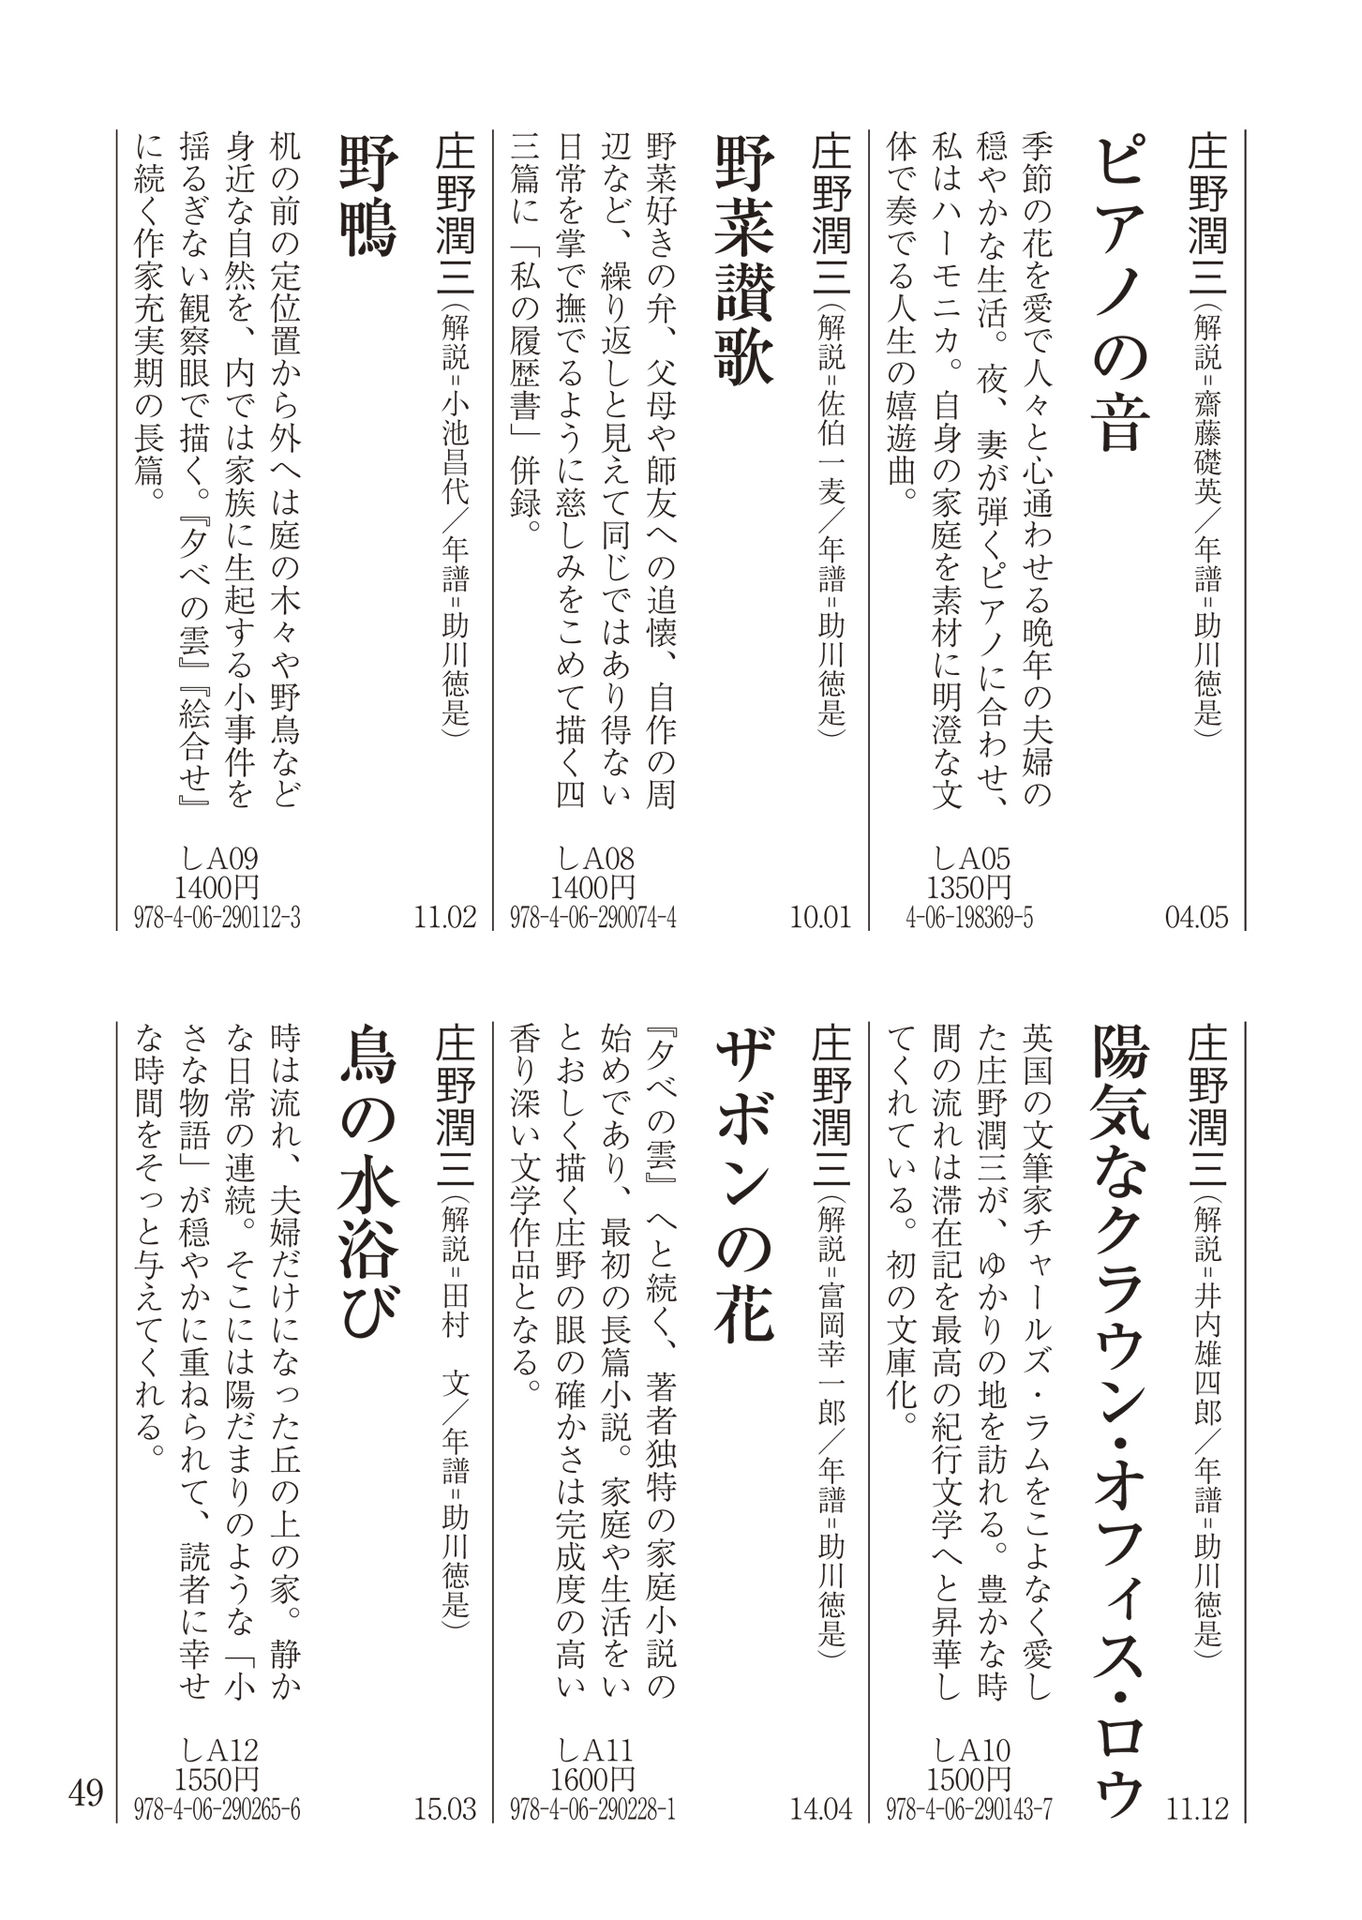 庄野潤三（解説=齋藤礎英／年譜=助川徳是）
ピアノの音
季節の花を愛で人々と心通わせる晩年の夫婦の
穏やかな生活。夜、妻が弾くピアノに合わせ、
私はハーモニカ。自身の家庭を素材に明澄な文
体で奏でる人生の嬉遊曲。
しA05
1350円
4-06-198369-5
04.05
庄野潤三（解説=佐伯一麦／年譜=助川徳是）
野菜讃歌
野菜好きの弁、父母や師友への追懐、自作の周
辺など、繰り返しと見えて同じではあり得ない
日常を掌で撫でるように慈しみをこめて描く四
三篇に「私の履歴書」併録。
しA08
1400円
978-4-06-290074-4
10.01
庄野潤三（解説=小池昌代／年譜=助川徳是）
野鴨
机の前の定位置から外へは庭の木々や野鳥など
身近な自然を、内では家族に生起する小事件を
揺るぎない観察眼で描く。『夕べの雲』『絵合せ』
に続く作家充実期の長篇。
しA09
1400円
978-4-06-290112-3
11.02
庄野潤三（解説=井内雄四郎／年譜=助川徳是）
陽気なクラウン・オフィス・ロウ
英国の文筆家チャールズ・ラムをこよなく愛し
た庄野潤三が、ゆかりの地を訪れる。豊かな時
間の流れは滞在記を最高の紀行文学へと昇華し
てくれている。初の文庫化。
しA10
1500円
978-4-06-290143-7
11.12
庄野潤三（解説=富岡幸一郎／年譜=助川徳是）
ザボンの花
『夕べの雲』へと続く、著者独特の家庭小説の
始めであり、最初の長篇小説。家庭や生活をい
とおしく描く庄野の眼の確かさは完成度の高い
香り深い文学作品となる。
しA11
1600円
978-4-06-290228-1
14.04
庄野潤三（解説=田村　文／年譜=助川徳是）
鳥の水浴び
時は流れ、夫婦だけになった丘の上の家。静か
な日常の連続。そこには陽だまりのような「小
さな物語」が穏やかに重ねられて、読者に幸せ
な時間をそっと与えてくれる。
しA12
1550円
978-4-06-290265-6
15.03
49